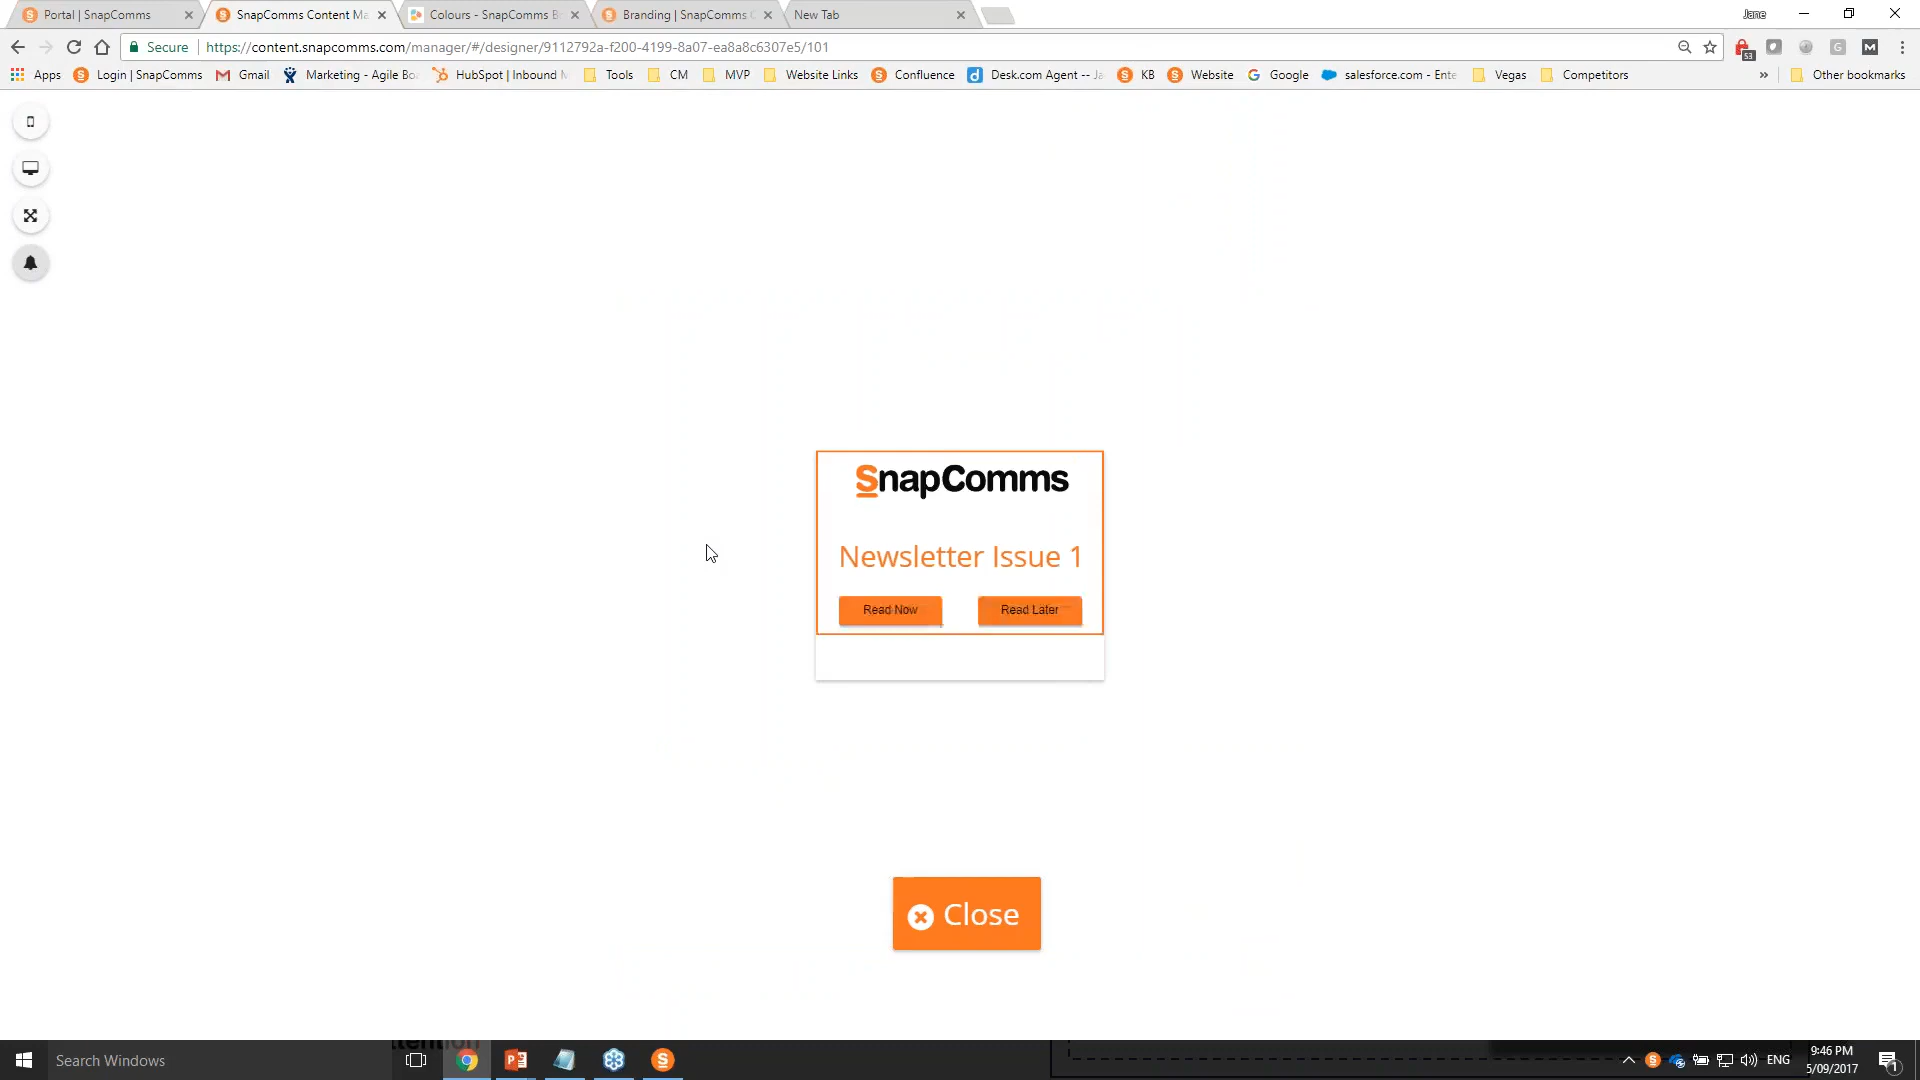 Portal | SnapComms
SnapComms Content Ma
Colours - SnapComms B
Branding | SnapComms
New Tab
Jane
Secure
https://content.snapcomms.com/manager/#/designer/9112792a-f200-4199-8a07-ea8a8c6307e5/101
53
Apps
Login | SnapComms
Gmail
Marketing - Agile Bo
HubSpot | Inbound
Tools
CM
MVP
Website Links
Confluence
Desk.com Agent --
KB
Website
Google
salesforce.com - Ente
Vegas
Competitors
»
Other bookmarks
SnapComms
Newsletter Issue 1
Read Now
Read Later
Close
Search Windows
ENG
9:46 PM
5/09/2017
1